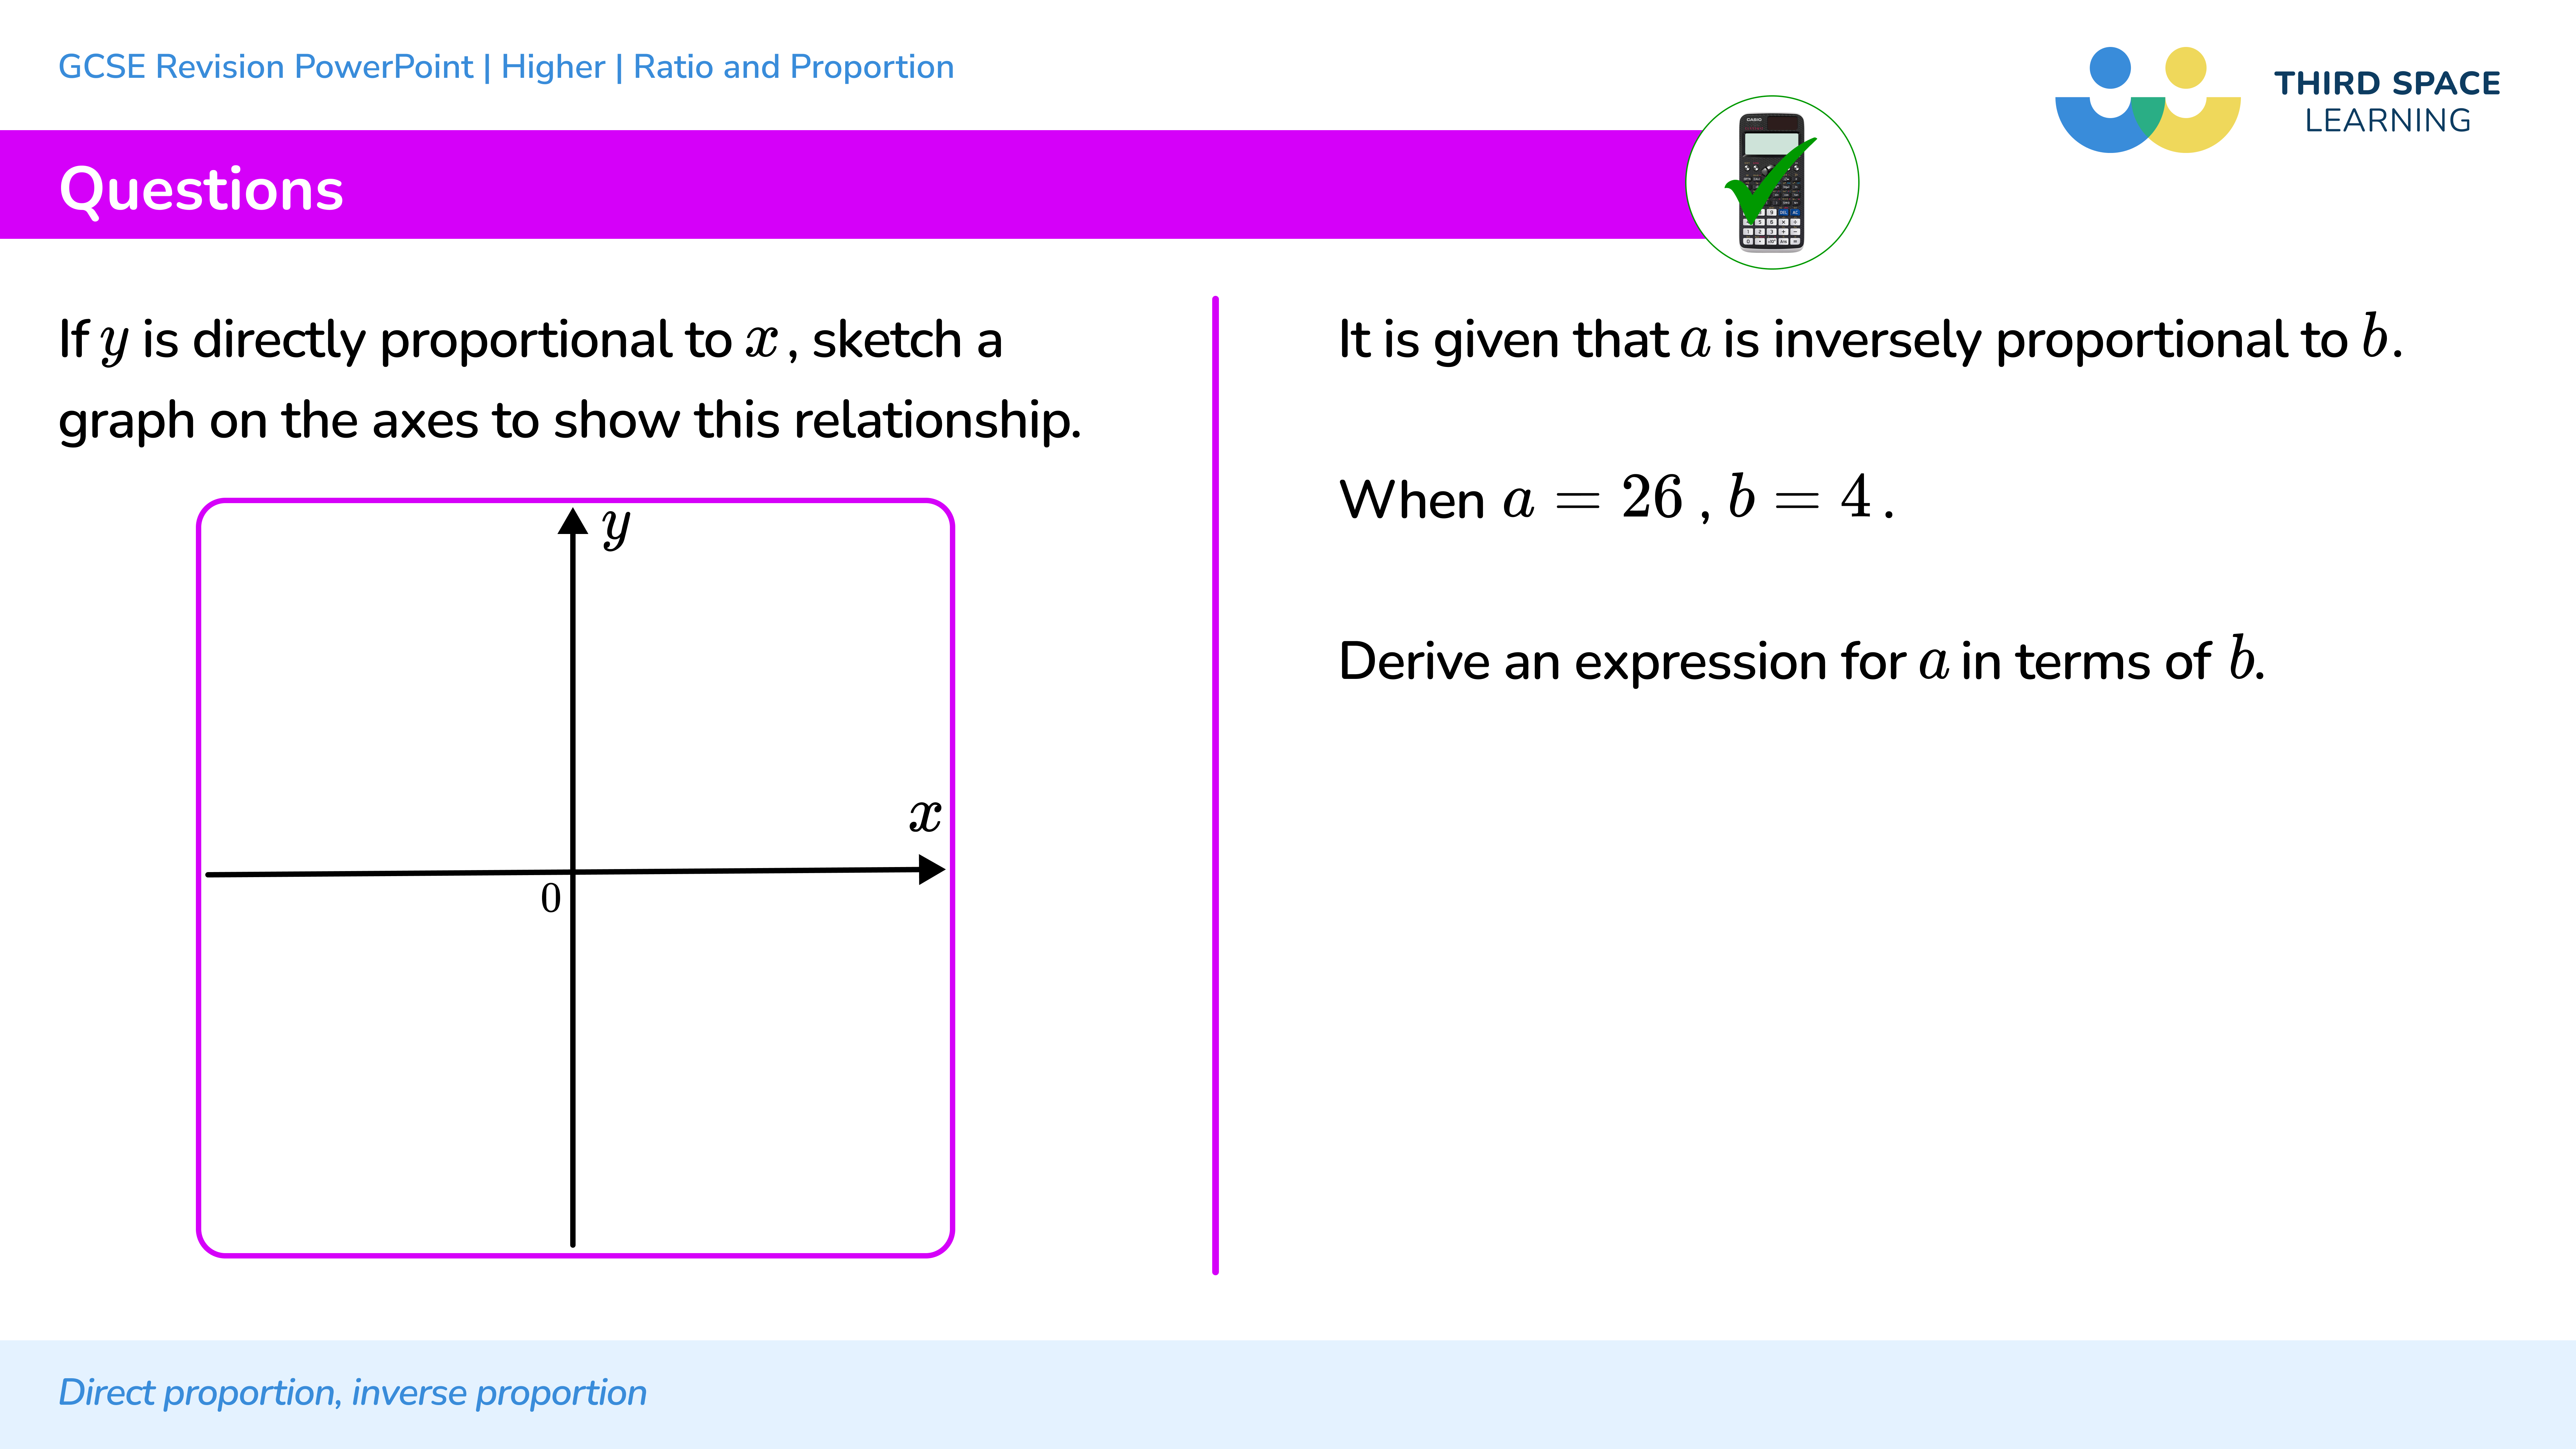 GCSE Revision PowerPoint | Higher | Ratio and Proportion
THIRD SPACE
LEARNING
Questions
If y is directly proportional to x, sketch a
graph on the axes to show this relationship.
y
x
0
It is given that a is inversely proportional to b.
When a = 26, b = 4.
Derive an expression for a in terms of b.
Direct proportion, inverse proportion